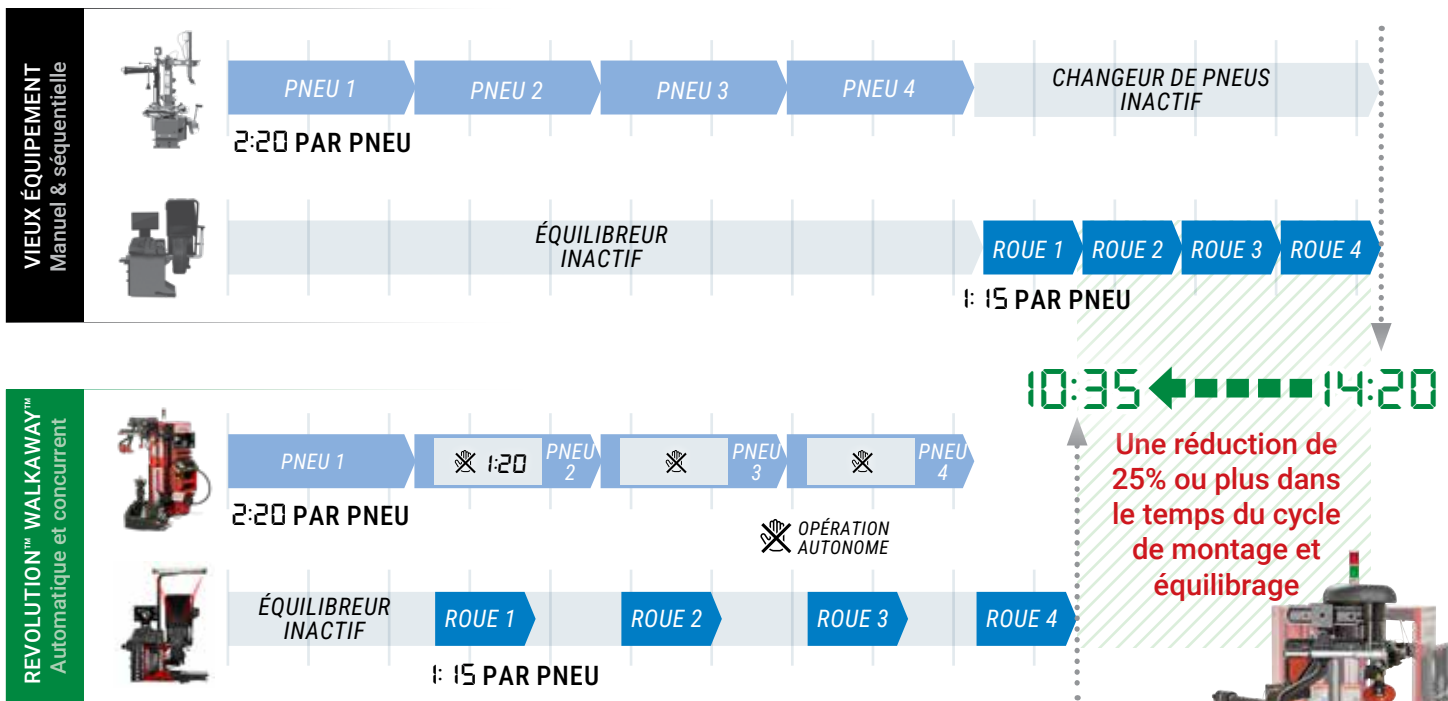 VIEUX ÉQUIPEMENT
Manuel & séquentielle
PNEU 1
PNEU 2
PNEU 3
PNEU 4
CHANGEUR DE PNEUS
INACTIF
2:20 PAR PNEU
ÉQUILIBREUR
INACTIF
ROUE 1
ROUE 2
ROUE 3
ROUE 4
1:15 PAR PNEU
10:35
14:20
Une réduction de
25% ou plus dans
le temps du cycle
de montage et
équilibrage
REVOLUTION™ WALKAWAY™
Automatique et concurrent
PNEU 1
1:20
PNEU
2
PNEU
3
PNEU
4
2:20 PAR PNEU
OPÉRATION
AUTONOME
ÉQUILIBREUR
INACTIF
ROUE 1
ROUE 2
ROUE 3
ROUE 4
1:15 PAR PNEU